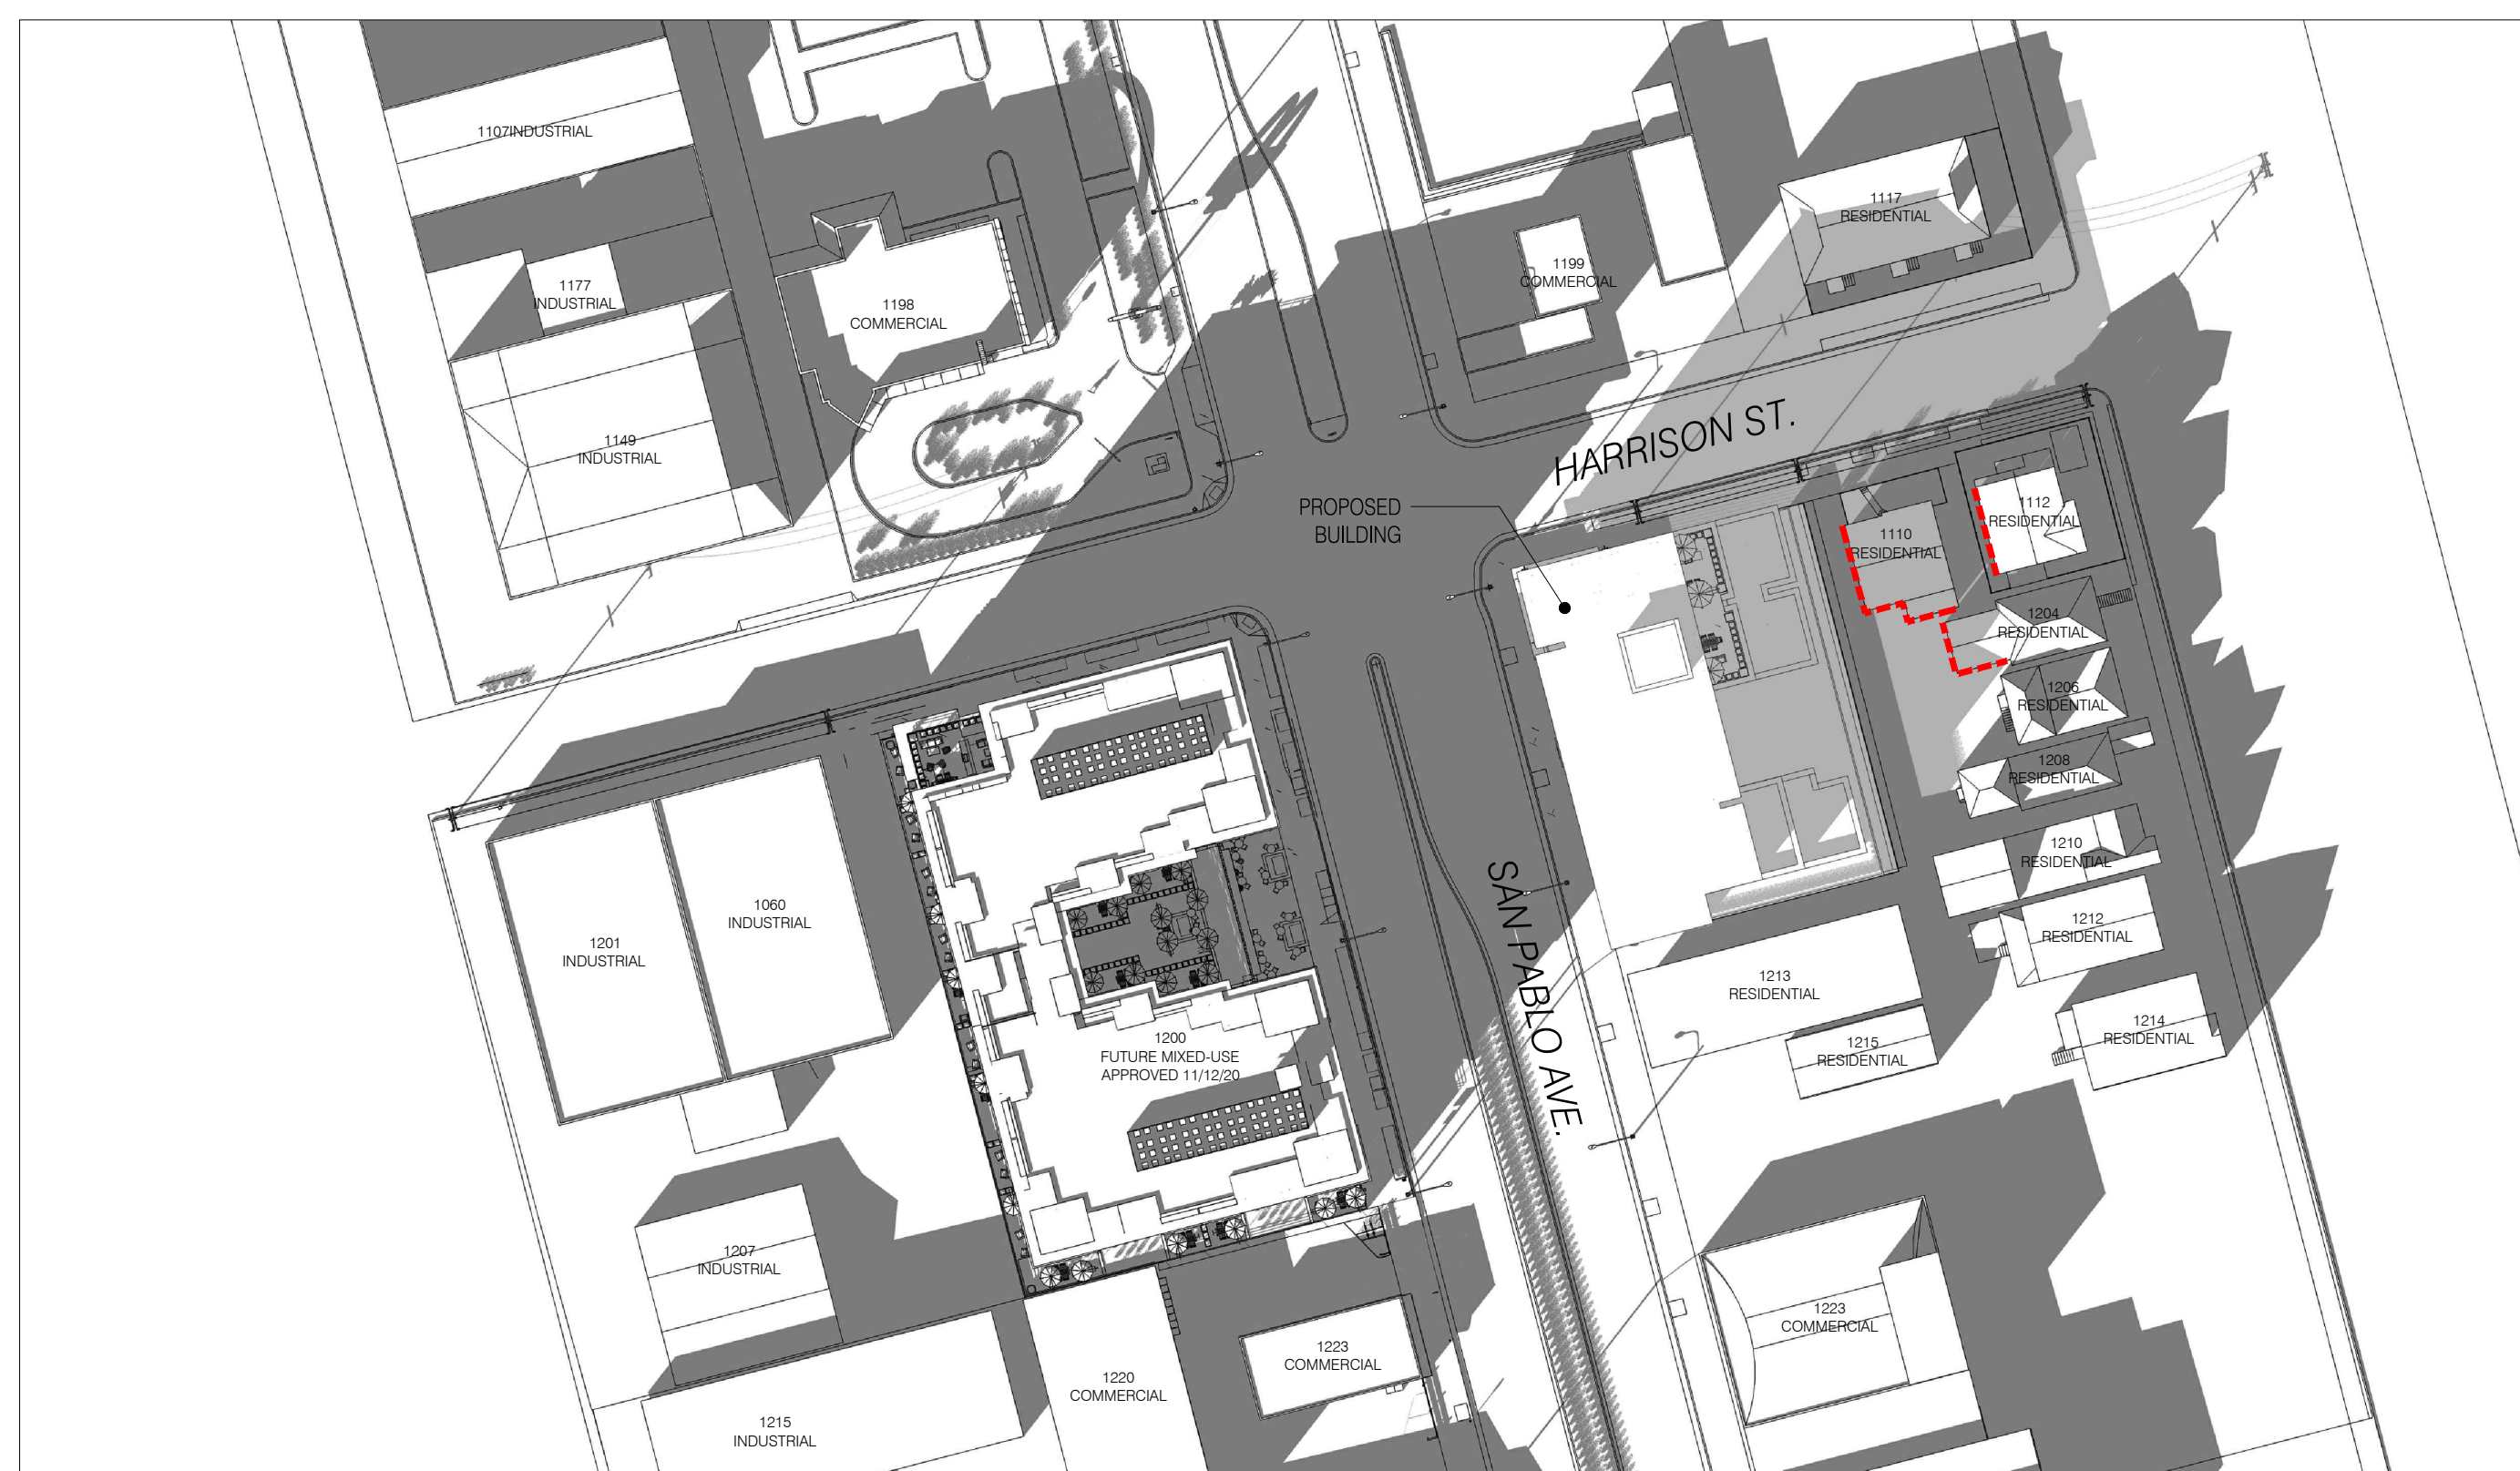 1107INDUSTRIAL
1177
INDUSTRIAL
1198
COMMERCIAL
1149
INDUSTRIAL
1199
COMMERCIAL
1117
RESIDENTIAL
HARRISON ST.
PROPOSED
BUILDING
1110
RESIDENTIAL
1112
RESIDENTIAL
1204
RESIDENTIAL
1206
RESIDENTIAL
1208
RESIDENTIAL
1210
RESIDENTIAL
1212
RESIDENTIAL
1214
RESIDENTIAL
1213
RESIDENTIAL
1215
RESIDENTIAL
SAN PABLO AVE.
1060
INDUSTRIAL
1201
INDUSTRIAL
1200
FUTURE MIXED-USE
APPROVED 11/12/20
1207
INDUSTRIAL
1215
INDUSTRIAL
1220
COMMERCIAL
1223
COMMERCIAL
1223
COMMERCIAL